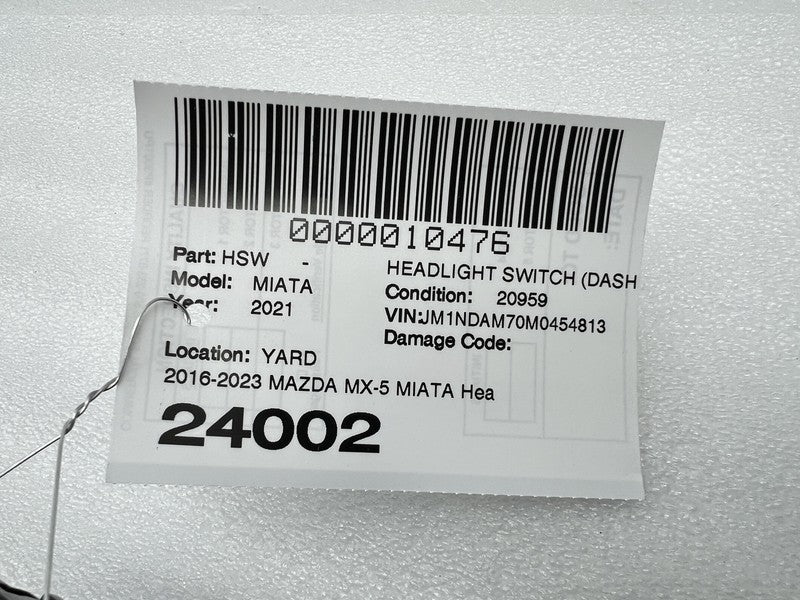 0000010476
Part: HSW - HEADLIGHT SWITCH (DASH
Model: MIATA Condition: 20959
Year: 2021 VIN:JM1NDAM70M0454813
Damage Code:
Location: YARD
2016-2023 MAZDA MX-5 MIATA Hea
24002